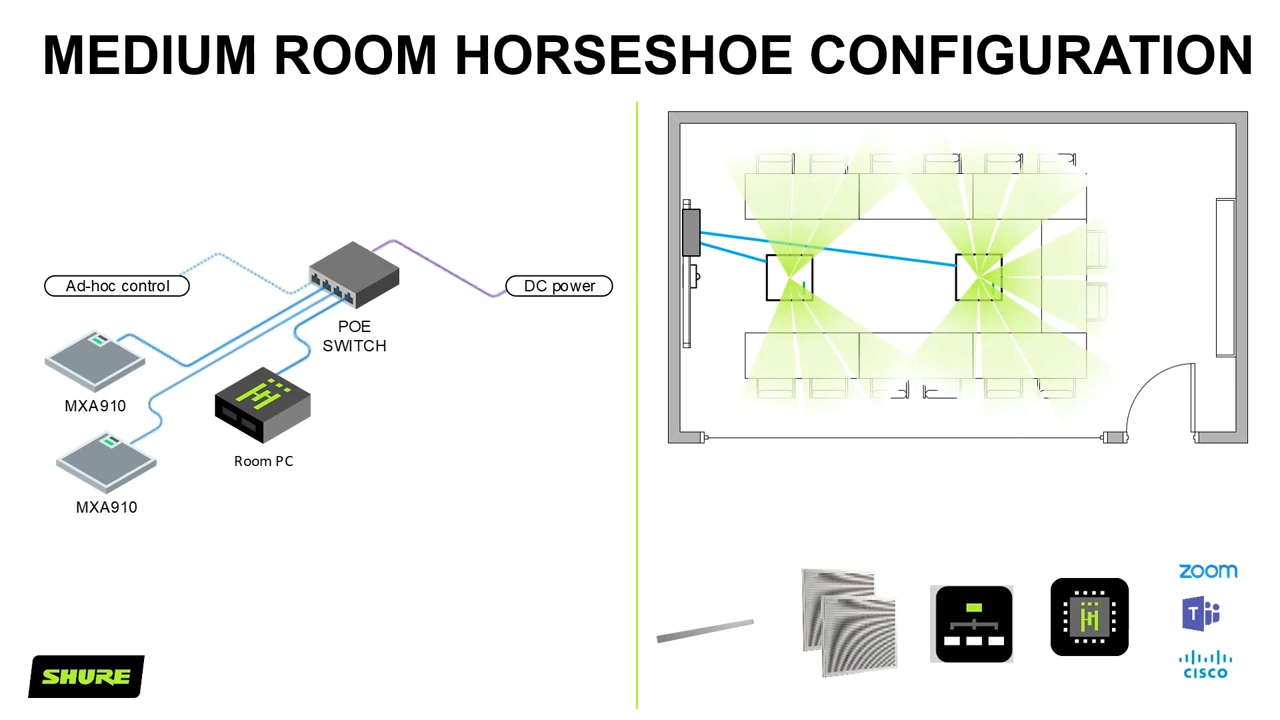 MEDIUM ROOM HORSESHOE CONFIGURATION
Ad-hoc control
DC power
POE
SWITCH
MXA910
Room PC
MXA910
SHURE
zoom
T
CISCO